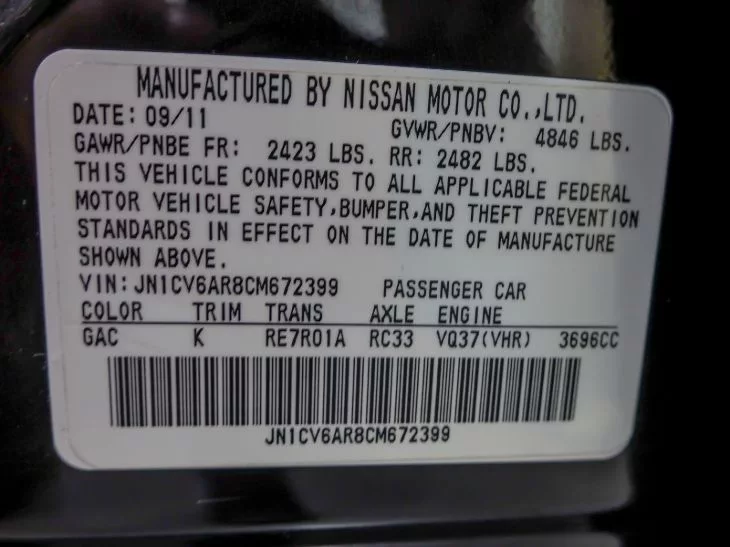 MANUFACTURED BY NISSAN MOTOR CO.,LTD.
DATE: 09/11 GVWR/PNBV: 4846 LBS.
GAWR/PNBE FR: 2423 LBS. RR: 2482 LBS.
THIS VEHICLE CONFORMS TO ALL APPLICABLE FEDERAL
MOTOR VEHICLE SAFETY,BUMPER,AND THEFT PREVENTION
STANDARDS IN EFFECT ON THE DATE OF MANUFACTURE
SHOWN ABOVE.
VIN: JN1CV6AR8CM672399 PASSENGER CAR
COLOR TRIM TRANS AXLE ENGINE
GAC K RE7R01A RC33 VQ37(VHR) 3696CC
JN1CV6AR8CM672399